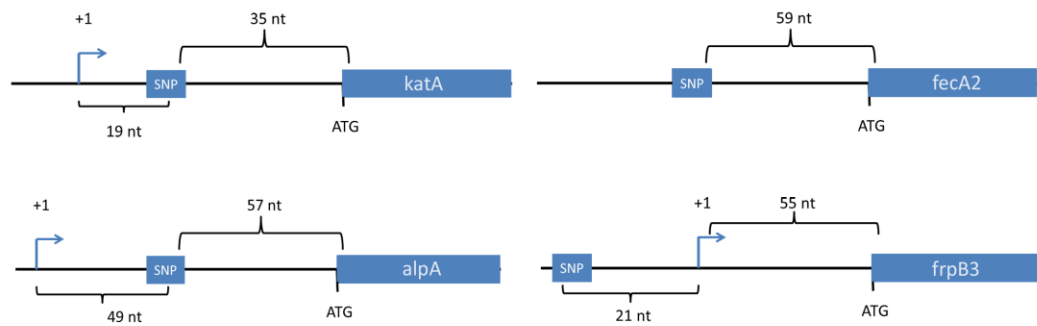 +1
35 nt
SNP
katA
19 nt
ATG
59 nt
SNP
fecA2
ATG
+1
57 nt
SNP
alpA
49 nt
ATG
+1
55 nt
SNP
frpB3
21 nt
ATG